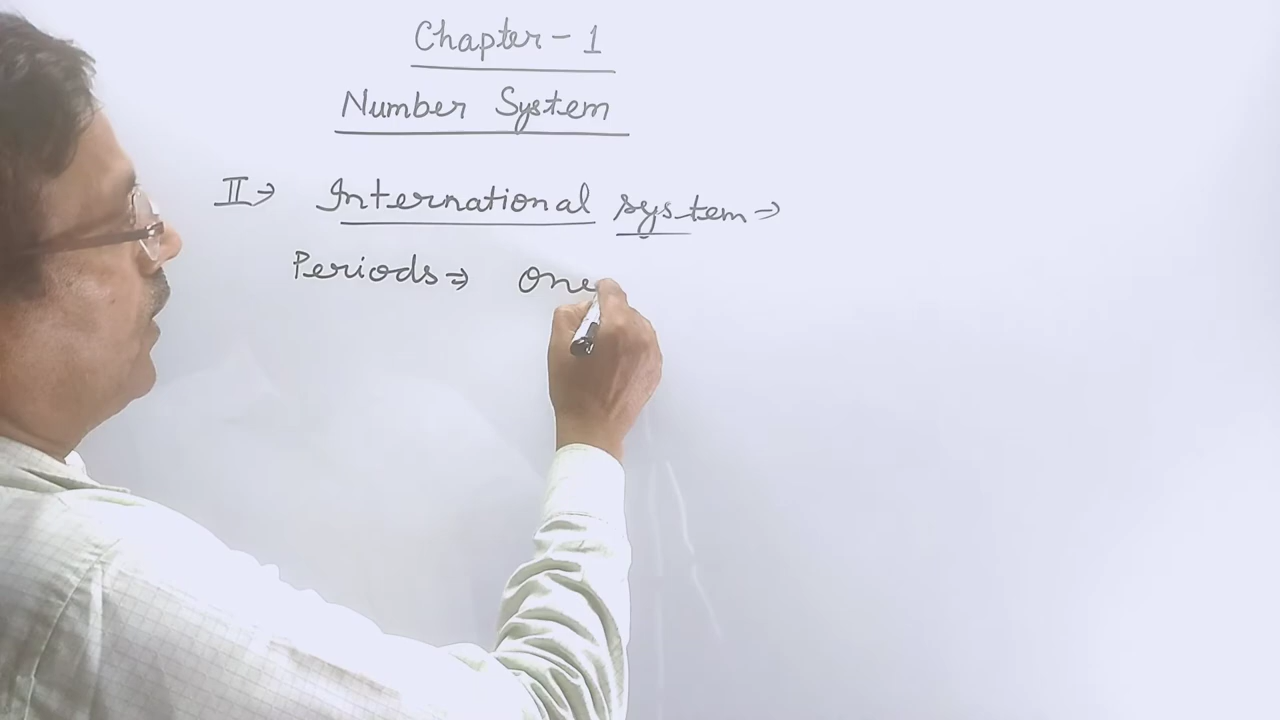 Chapter - 1
Number System
II → International system ⇒
Periods ⇒ One